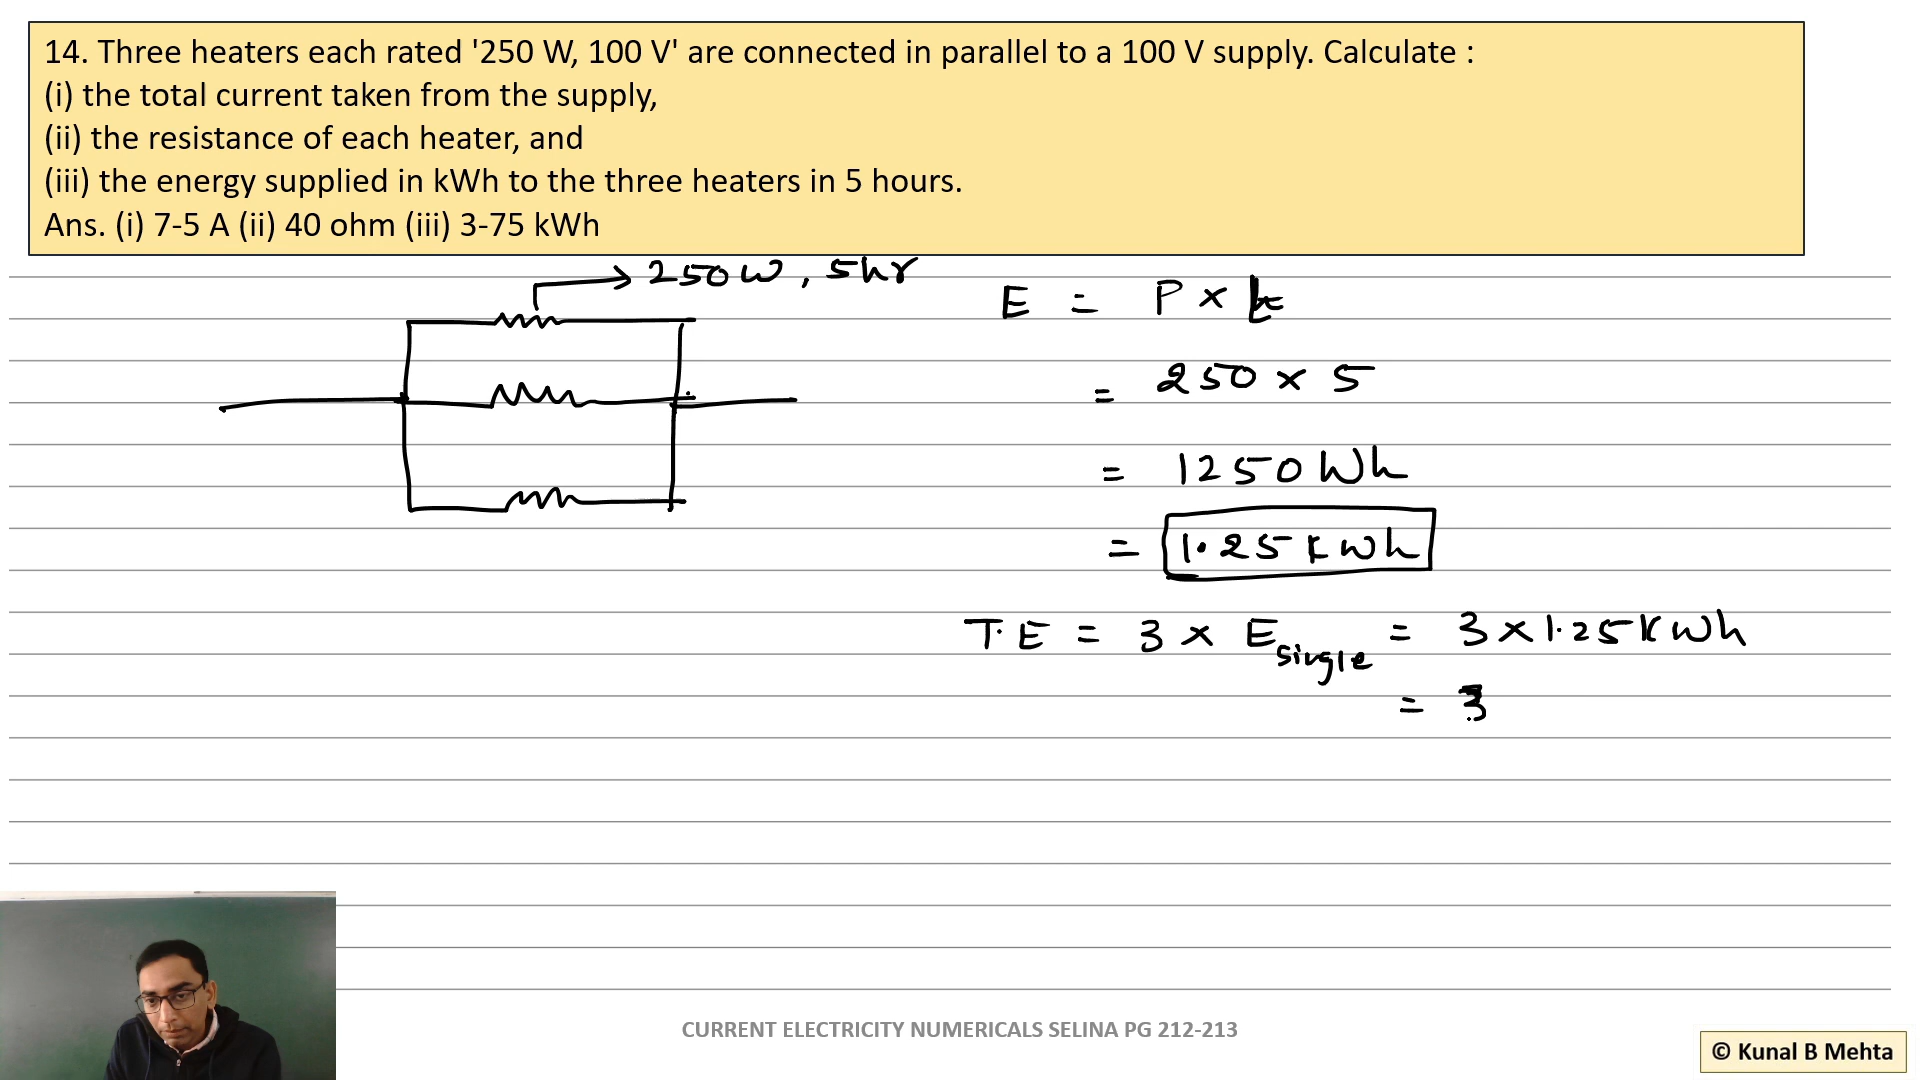 14. Three heaters each rated '250 W, 100 V' are connected in parallel to a 100 V supply. Calculate :
(i) the total current taken from the supply,
(ii) the resistance of each heater, and
(iii) the energy supplied in kWh to the three heaters in 5 hours.
Ans. (i) 7-5 A (ii) 40 ohm (iii) 3-75 kWh
250W, 5hr
E = P × t
= 250 × 5
= 1250 Wh
= 1.25 kWh
T.E = 3 × E single = 3 × 1.25 kWh
= 3
CURRENT ELECTRICITY NUMERICALS SELINA PG 212-213
© Kunal B Mehta